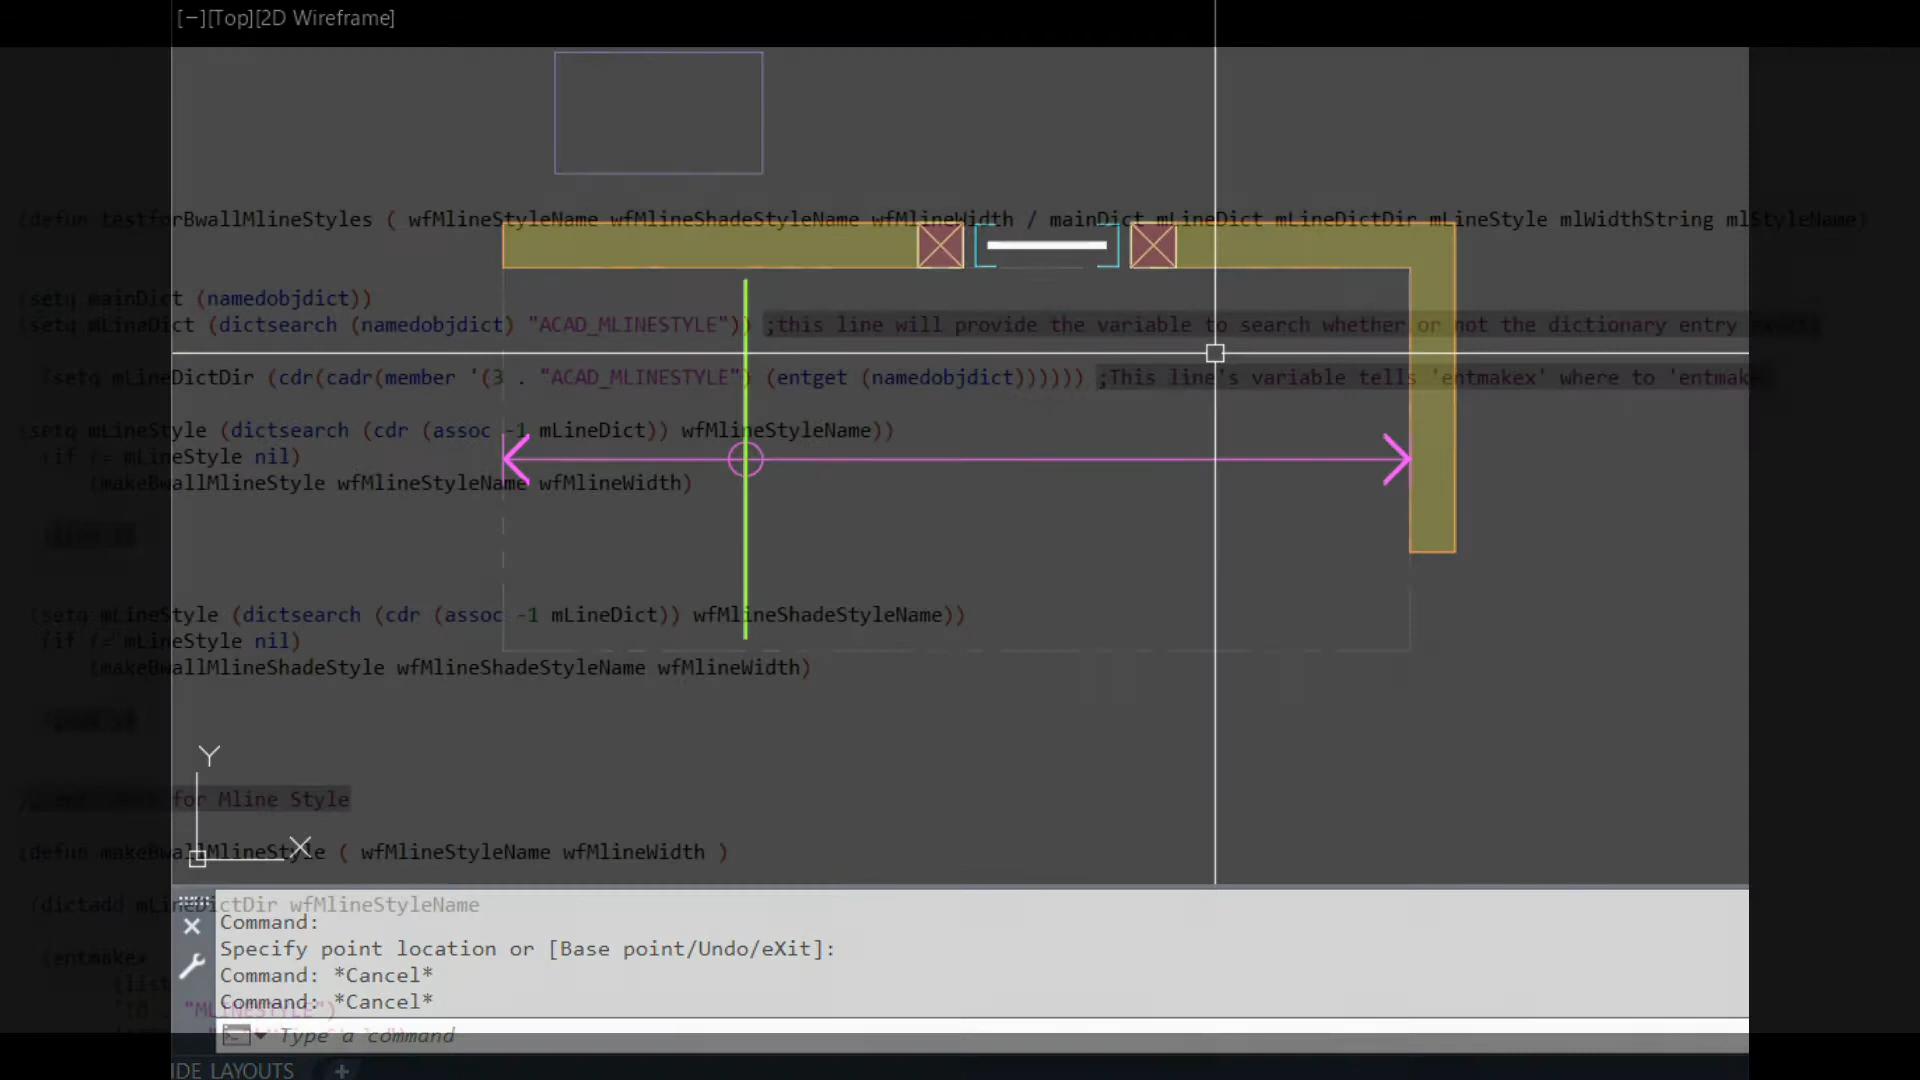 [−][Top][2D Wireframe]
(defun testforBwallMlineStyles ( wfMlineStyleName wfMlineShadeStyleName wfMlineWidth / mainDict mLineDict mLineDictDir mLineStyle mlWidthString mlStyleName)
(setq mainDict (namedobjdict))
(setq mLineDict (dictsearch (namedobjdict) "ACAD_MLINESTYLE")) ;this line will provide the variable to search whether or not the dictionary entry
(setq mLineDictDir (cdr(cadr(member '(3 . "ACAD_MLINESTYLE") (entget (namedobjdict)))))) ;This line's variable tells 'entmakex' where to 'entmake
(setq mLineStyle (dictsearch (cdr (assoc -1 mLineDict)) wfMlineStyleName))
(if (= mLineStyle nil)
(makeBwallMlineStyle wfMlineStyleName wfMlineWidth)
(setq mLineStyle (dictsearch (cdr (assoc -1 mLineDict)) wfMlineShadeStyleName))
(if (= mLineStyle nil)
(makeBwallMlineShadeStyle wfMlineShadeStyleName wfMlineWidth)
Y
for Mline Style
X
(defun makeBwallMlineStyle ( wfMlineStyleName wfMlineWidth )
(dictadd mLineDictDir wfMlineStyleName
Command:
Specify point location or [Base point/Undo/eXit]:
(entmakex
Command: *Cancel*
(list
Command: *Cancel*
"MLINESTYLE")
Type a command
IDE LAYOUTS +